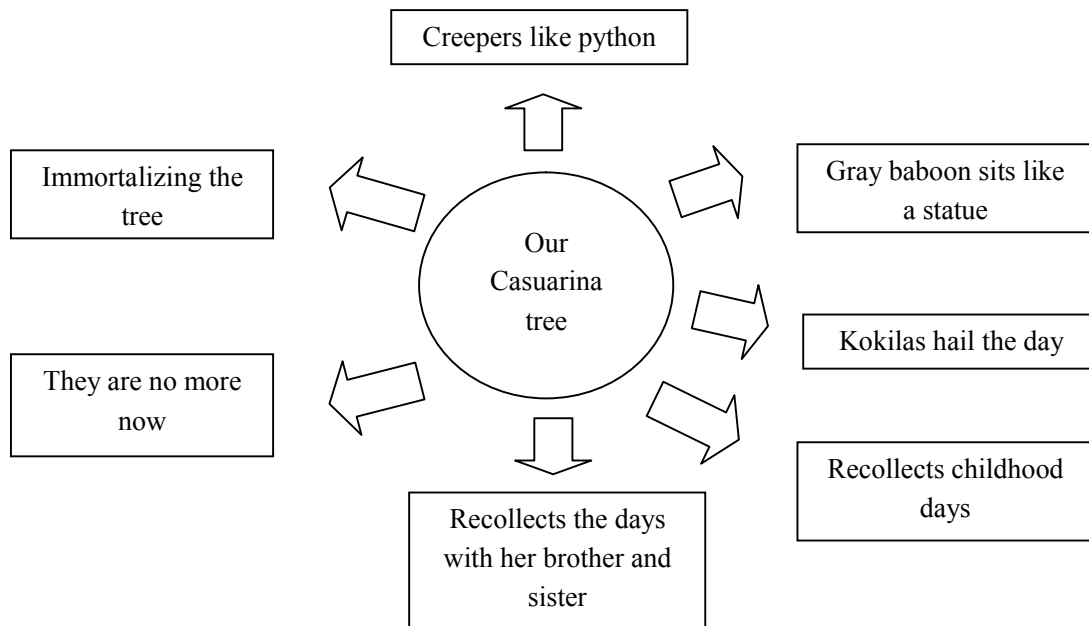 Creepers like python
Immortalizing the
tree
Gray baboon sits like
a statue
Our
Casuarina
tree
Kokilas hail the day
They are no more
now
Recollects childhood
days
Recollects the days
with her brother and
sister